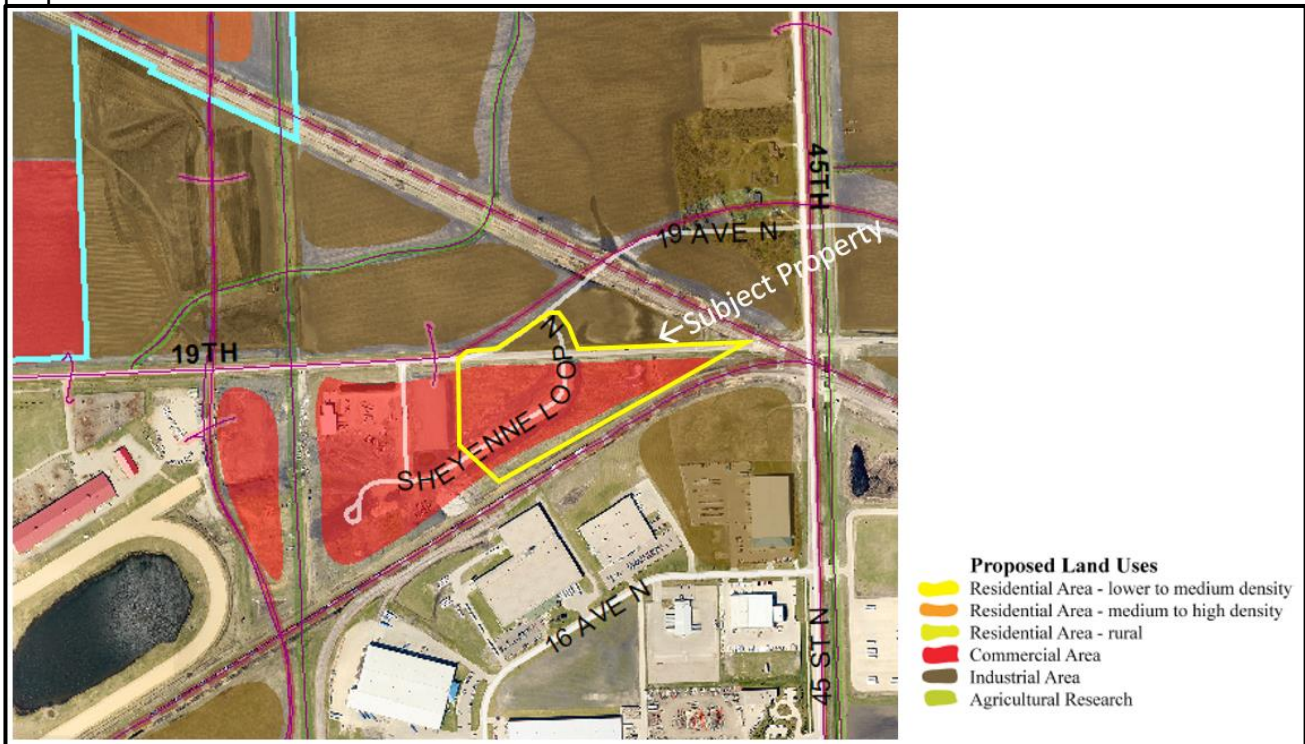 45TH
19 AVE N
← Subject Property
19TH
SHEYENNE LOOP N
16 AVE N
45 ST N
Proposed Land Uses
Residential Area - lower to medium density
Residential Area - medium to high density
Residential Area - rural
Commercial Area
Industrial Area
Agricultural Research